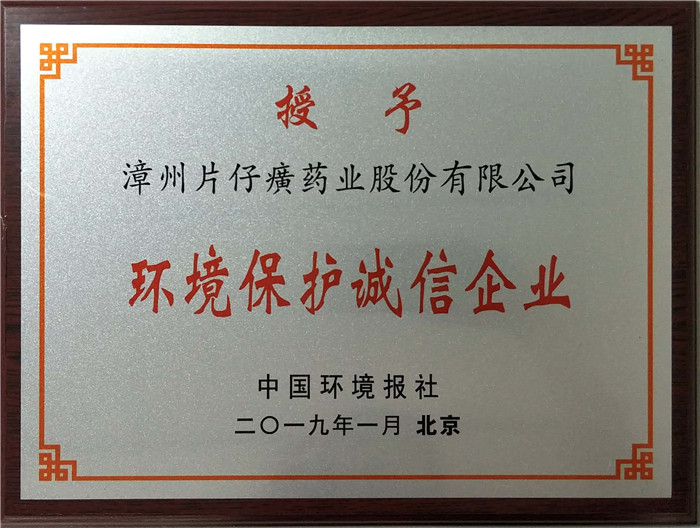 授 予
漳州片仔癀药业股份有限公司
环境保护诚信企业
中国环境报社
二〇一九年一月 北京